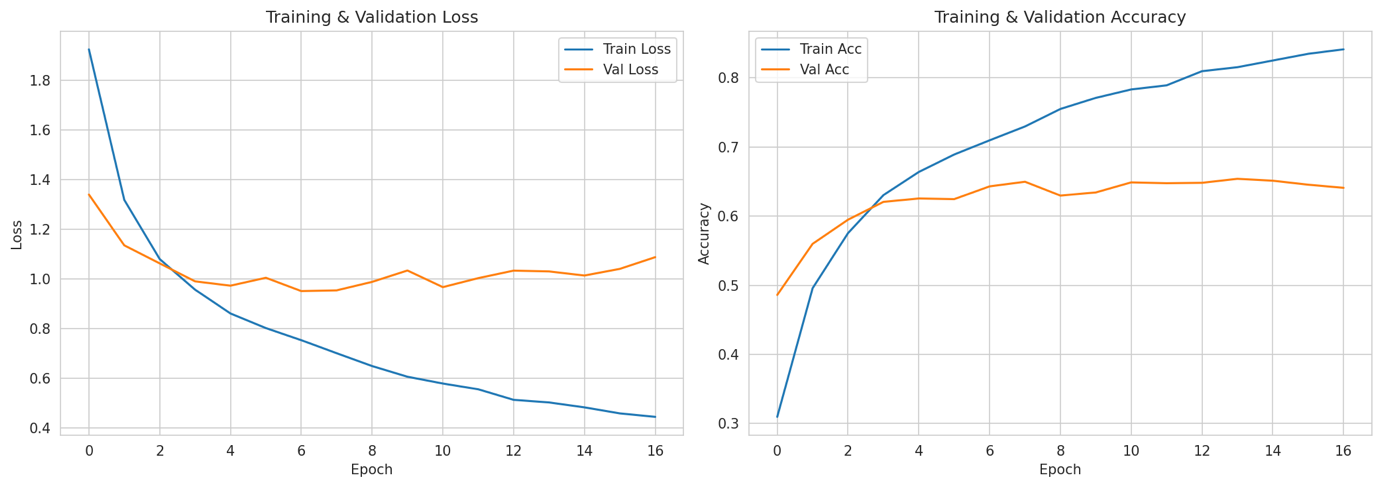 Training & Validation Loss
Train Loss
Val Loss
1.8
1.6
1.4
1.2
1.0
0.8
0.6
0.4
Loss
0 2 4 6 8 10 12 14 16
Epoch
Training & Validation Accuracy
Train Acc
Val Acc
0.8
0.7
0.6
0.5
0.4
0.3
Accuracy
0 2 4 6 8 10 12 14 16
Epoch